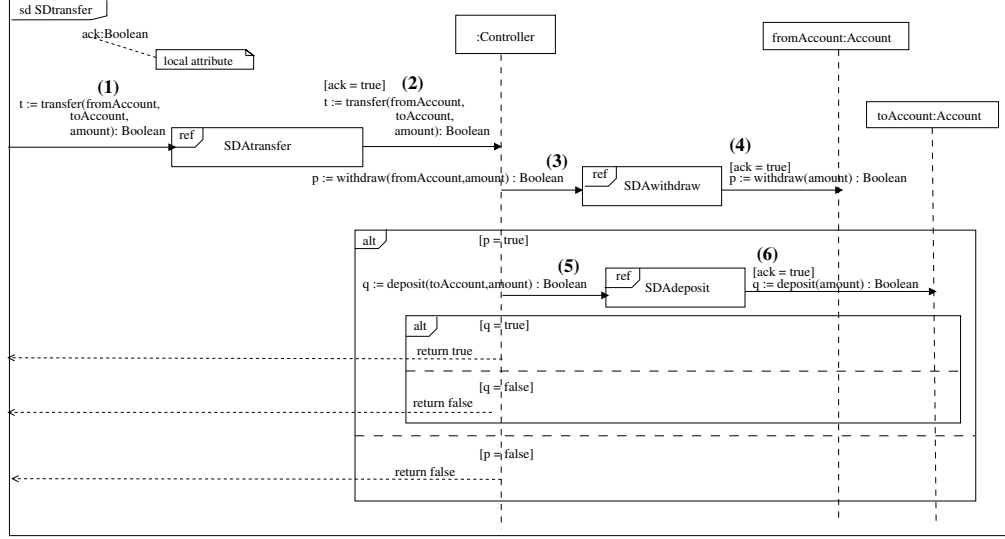 sd SDtransfer
ack:Boolean
local attribute
:Controller
fromAccount:Account
toAccount:Account
(1)
t := transfer(fromAccount,
toAccount,
amount): Boolean
ref
SDAtransfer
[ack = true]
(2)
t := transfer(fromAccount,
toAccount,
amount): Boolean
(3)
p := withdraw(fromAccount,amount) : Boolean
ref
SDAwithdraw
(4)
[ack = true]
p := withdraw(amount) : Boolean
alt
[p = true]
(5)
q := deposit(toAccount,amount) : Boolean
ref
SDAdeposit
(6)
[ack = true]
q := deposit(amount) : Boolean
alt
[q = true]
return true
[q = false]
return false
[p = false]
return false